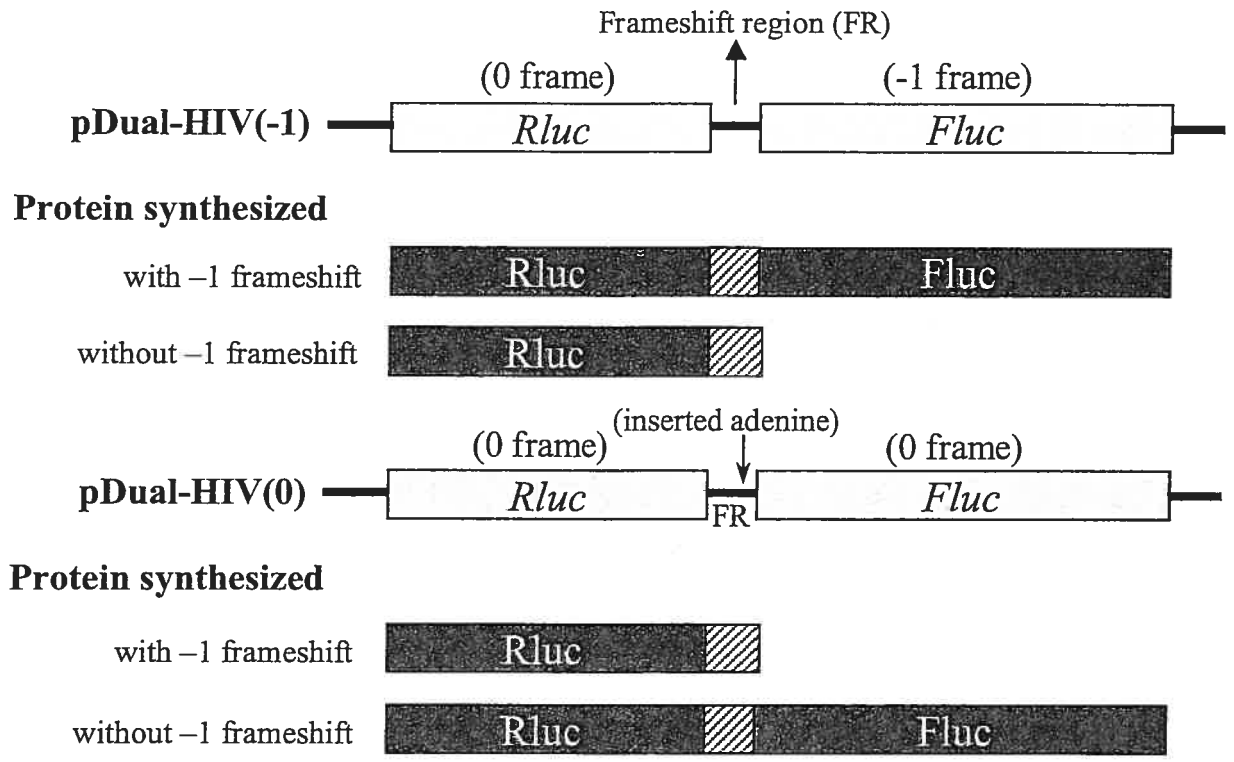 Frameshift region (FR)
(0 frame) (-1 frame)
pDual-HIV(-1) Rluc Fluc
Protein synthesized
with –1 frameshift Rluc Fluc
without –1 frameshift Rluc
(inserted adenine)
(0 frame) (0 frame)
pDual-HIV(0) Rluc Fluc
FR
Protein synthesized
with –1 frameshift Rluc
without –1 frameshift Rluc Fluc